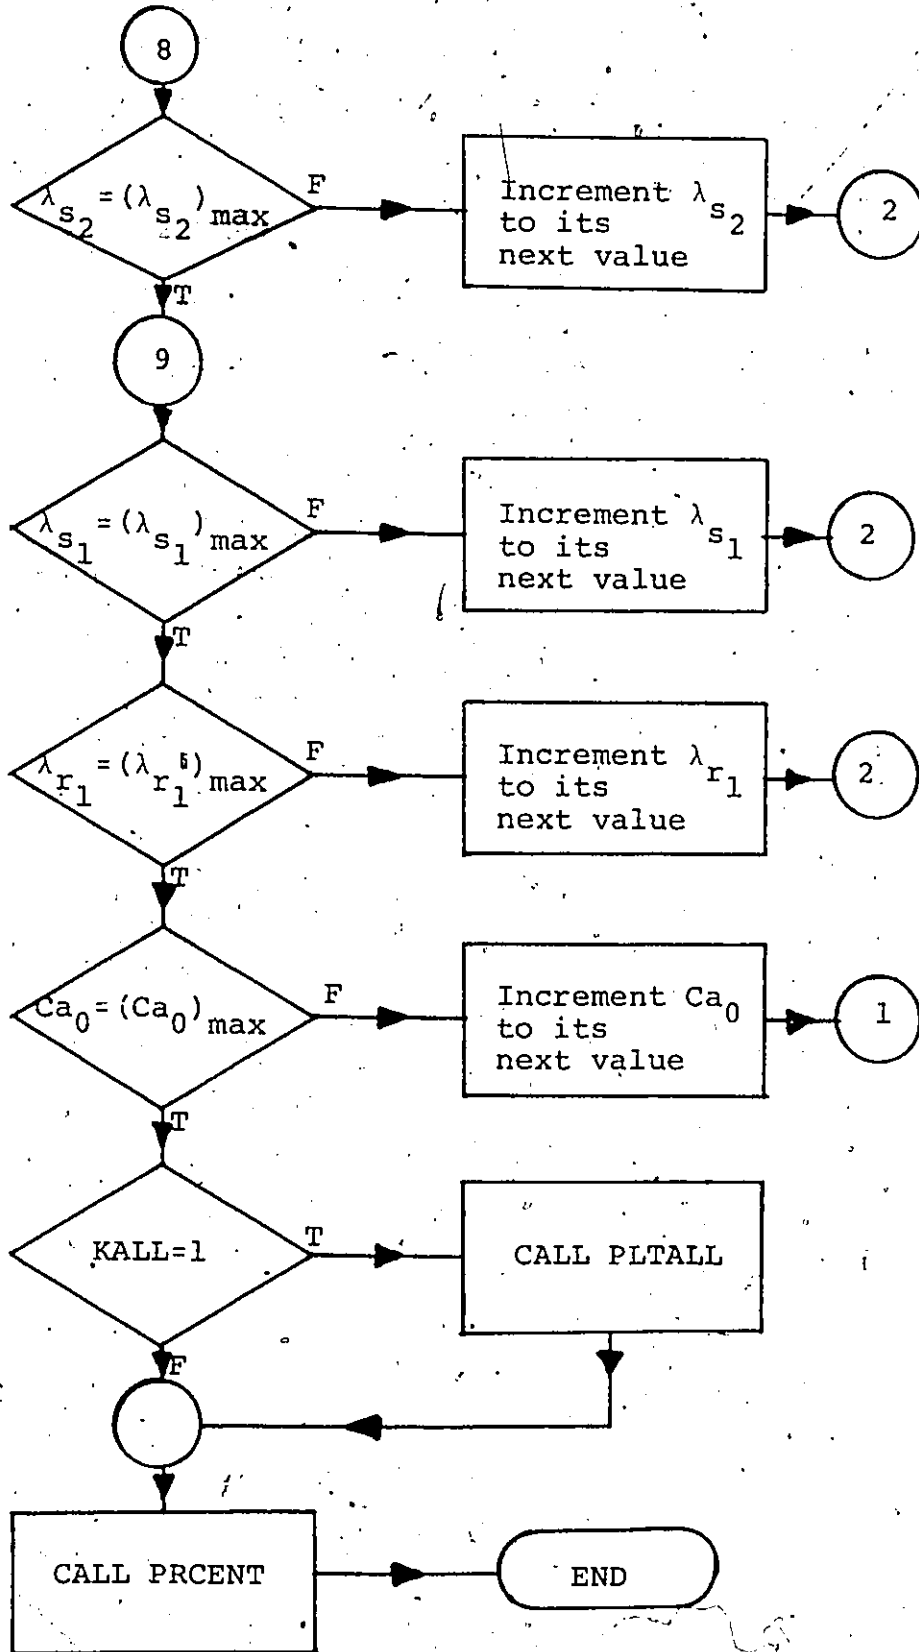 8
λs2 = (λs2)max
F
Increment λs2
to its
next value
2
T
9
λs1 = (λs1)max
F
Increment λs1
to its
next value
2
T
λr1 = (λr1)max
F
Increment λr1
to its
next value
2
T
Ca0 = (Ca0)max
F
Increment Ca0
to its
next value
1
T
KALL=1
T
CALL PLTALL
F
CALL PRCENT
END